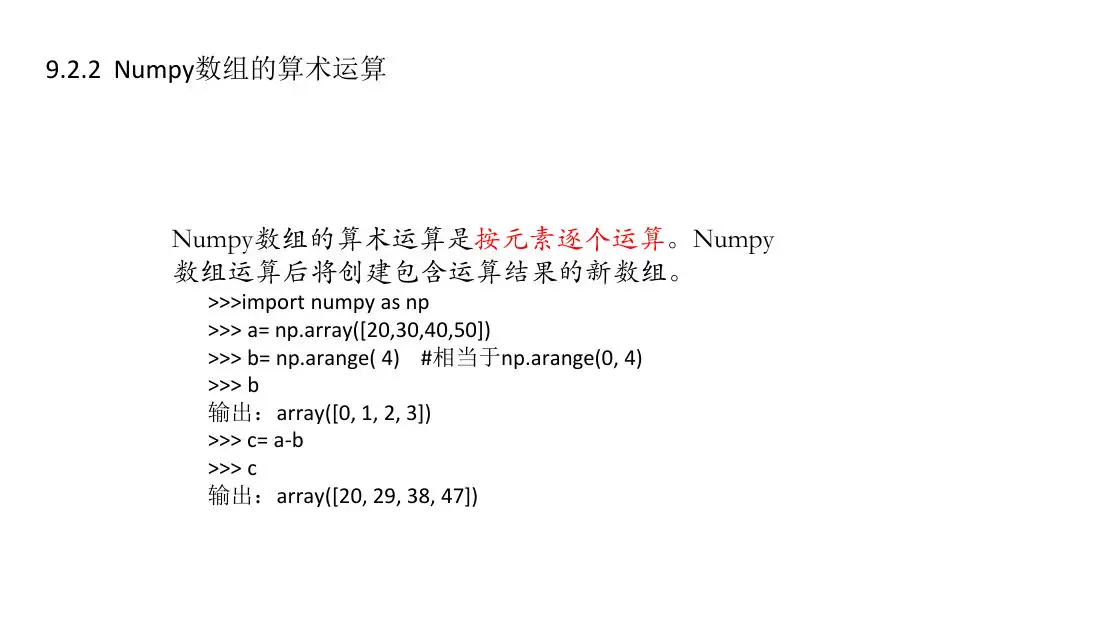 9.2.2 Numpy数组的算术运算
Numpy数组的算术运算是按元素逐个运算。Numpy
数组运算后将创建包含运算结果的新数组。
>>>import numpy as np
>>> a= np.array([20,30,40,50])
>>> b= np.arange( 4) #相当于np.arange(0, 4)
>>> b
输出：array([0, 1, 2, 3])
>>> c= a-b
>>> c
输出：array([20, 29, 38, 47])